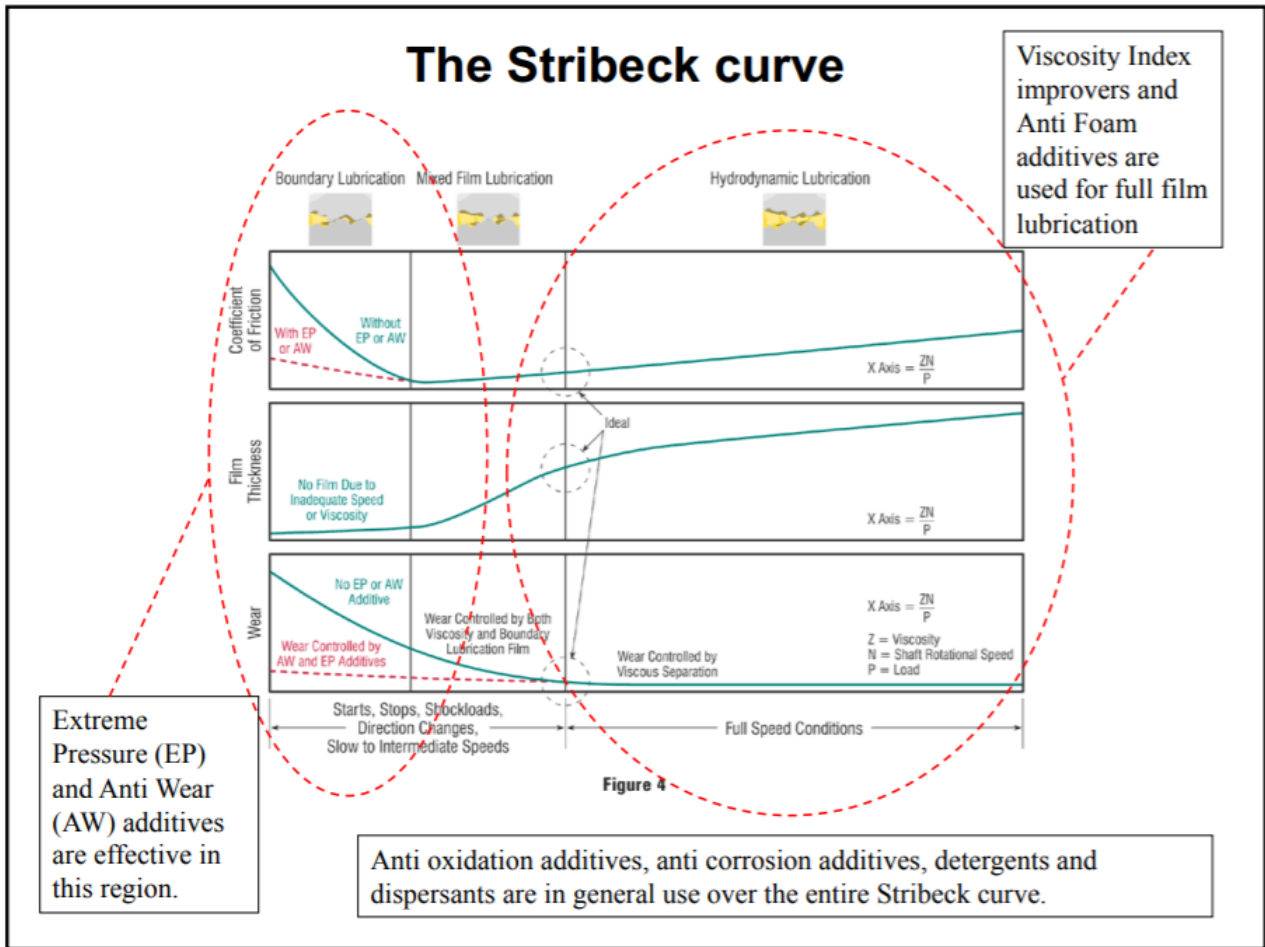 The Stribeck curve
Viscosity Index
improvers and
Anti Foam
additives are
used for full film
lubrication
Boundary Lubrication
Mixed Film Lubrication
Hydrodynamic Lubrication
Coefficient
of Friction
With EP
or AW
Without
EP or AW
X Axis = ZN
P
Ideal
Film
Thickness
No Film Due to
Inadequate Speed
or Viscosity
X Axis = ZN
P
Wear
No EP or AW
Additive
Wear Controlled by
AW and EP Additives
Wear Controlled by Both
Viscosity and Boundary
Lubrication Film
Wear Controlled by
Viscous Separation
X Axis = ZN
P
Z = Viscosity
N = Shaft Rotational Speed
P = Load
Starts, Stops, Shockloads,
Direction Changes,
Slow to Intermediate Speeds
Full Speed Conditions
Figure 4
Extreme
Pressure (EP)
and Anti Wear
(AW) additives
are effective in
this region.
Anti oxidation additives, anti corrosion additives, detergents and
dispersants are in general use over the entire Stribeck curve.